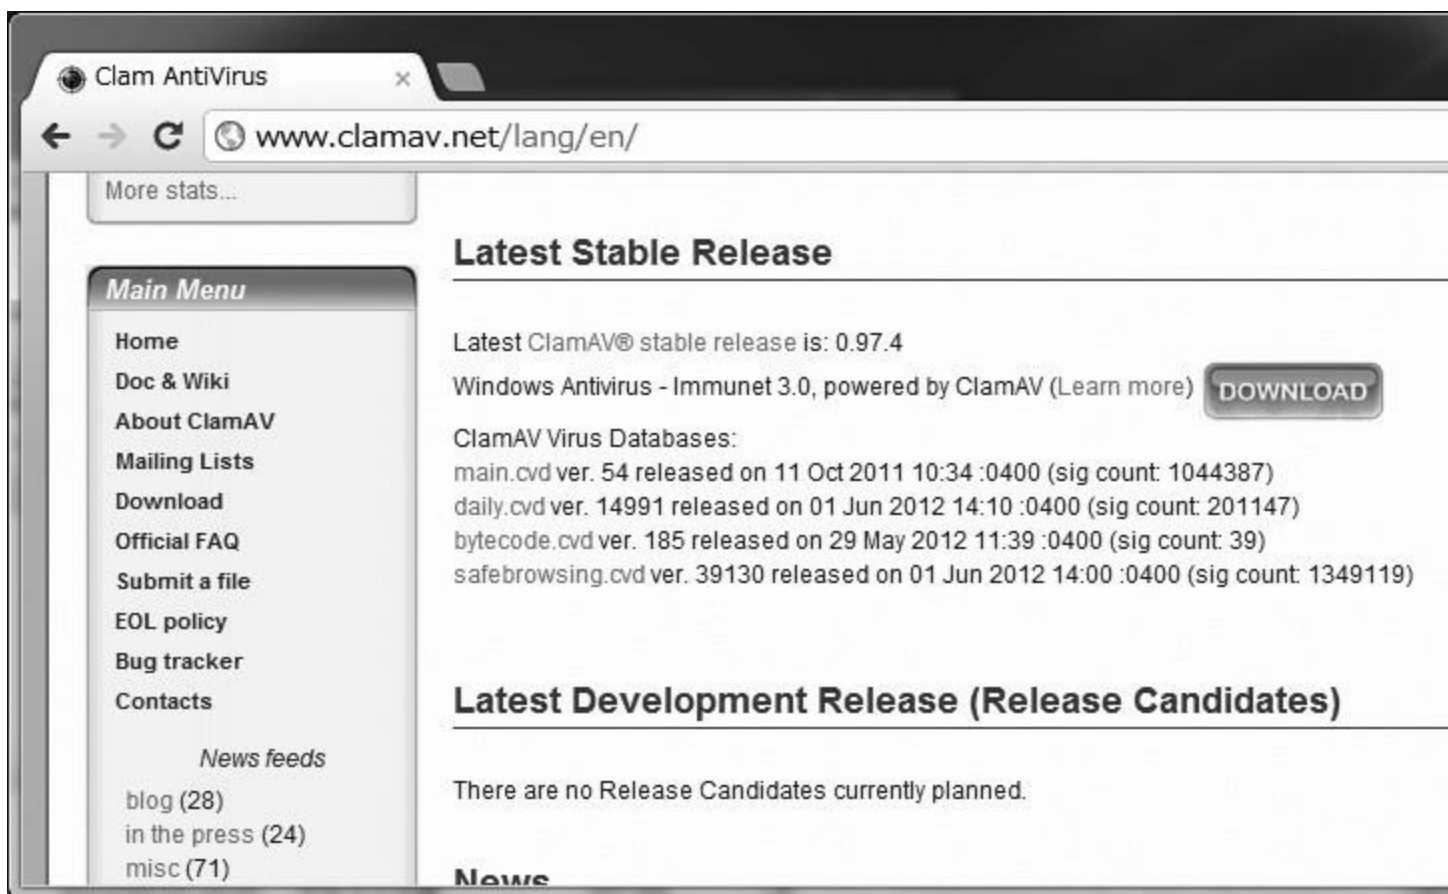 Clam AntiVirus
www.clamav.net/lang/en/
More stats...
Main Menu
Home
Doc & Wiki
About ClamAV
Mailing Lists
Download
Official FAQ
Submit a file
EOL policy
Bug tracker
Contacts
News feeds
blog (28)
in the press (24)
misc (71)
Latest Stable Release
Latest ClamAV® stable release is: 0.97.4
Windows Antivirus - Immunet 3.0, powered by ClamAV (Learn more) DOWNLOAD
ClamAV Virus Databases:
main.cvd ver. 54 released on 11 Oct 2011 10:34 :0400 (sig count: 1044387)
daily.cvd ver. 14991 released on 01 Jun 2012 14:10 :0400 (sig count: 201147)
bytecode.cvd ver. 185 released on 29 May 2012 11:39 :0400 (sig count: 39)
safebrowsing.cvd ver. 39130 released on 01 Jun 2012 14:00 :0400 (sig count: 1349119)
Latest Development Release (Release Candidates)
There are no Release Candidates currently planned.
News